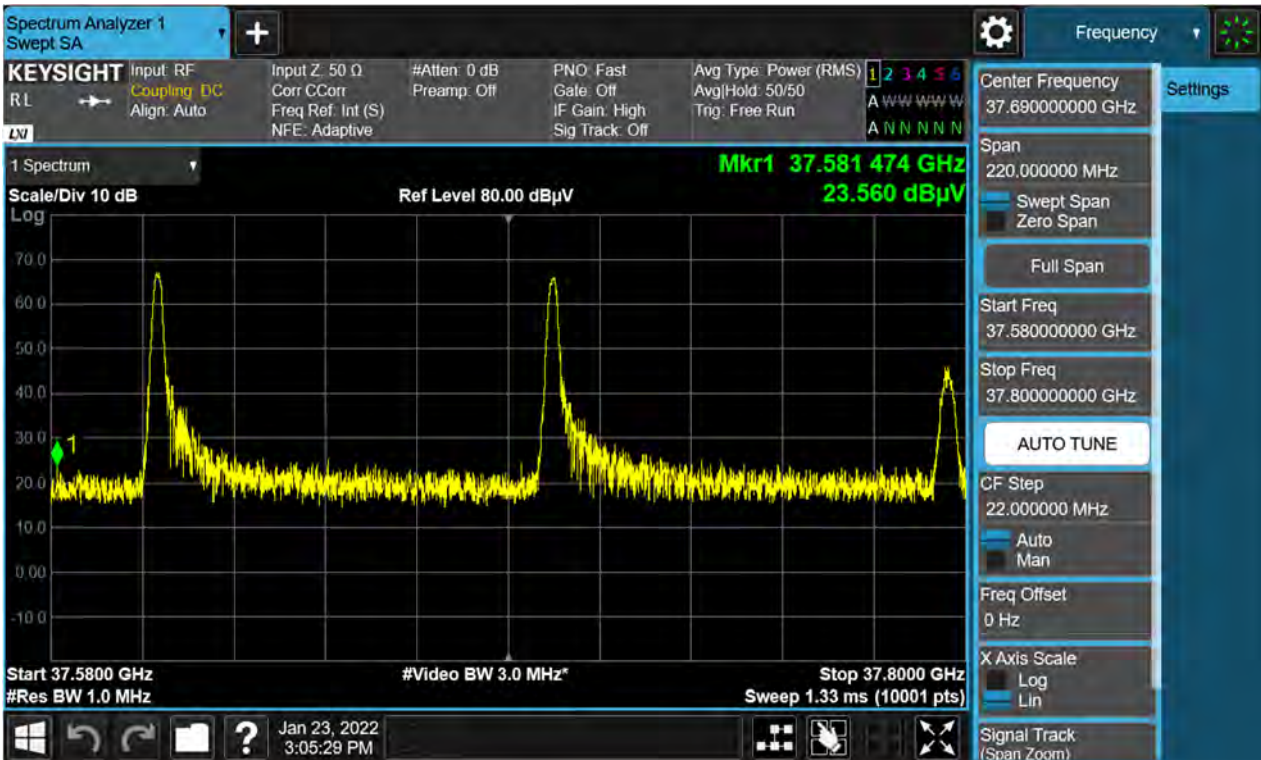 Spectrum Analyzer 1
Swept SA
+
Frequency
KEYSIGHT
R L
LXI
Input: RF
Coupling: DC
Align: Auto
Input Z: 50 Ω
Corr CCorr
Freq Ref: Int (S)
NFE: Adaptive
#Atten: 0 dB
Preamp: Off
PNO: Fast
Gate: Off
IF Gain: High
Sig Track: Off
Avg Type: Power (RMS)
Avg|Hold: 50/50
Trig: Free Run
1 2 3 4 5 6
A W W W W W
A N N N N N
1 Spectrum
Scale/Div 10 dB
Ref Level 80.00 dBµV
Mkr1 37.581 474 GHz
23.560 dBµV
Log
70.0
60.0
50.0
40.0
30.0
20.0
10.0
0.00
-10.0
1
Start 37.5800 GHz
#Res BW 1.0 MHz
#Video BW 3.0 MHz*
Stop 37.8000 GHz
Sweep 1.33 ms (10001 pts)
?
Jan 23, 2022
3:05:29 PM
Center Frequency
37.690000000 GHz
Span
220.000000 MHz
Swept Span
Zero Span
Full Span
Start Freq
37.580000000 GHz
Stop Freq
37.800000000 GHz
AUTO TUNE
CF Step
22.000000 MHz
Auto
Man
Freq Offset
0 Hz
X Axis Scale
Log
Lin
Signal Track
(Span Zoom)
Settings